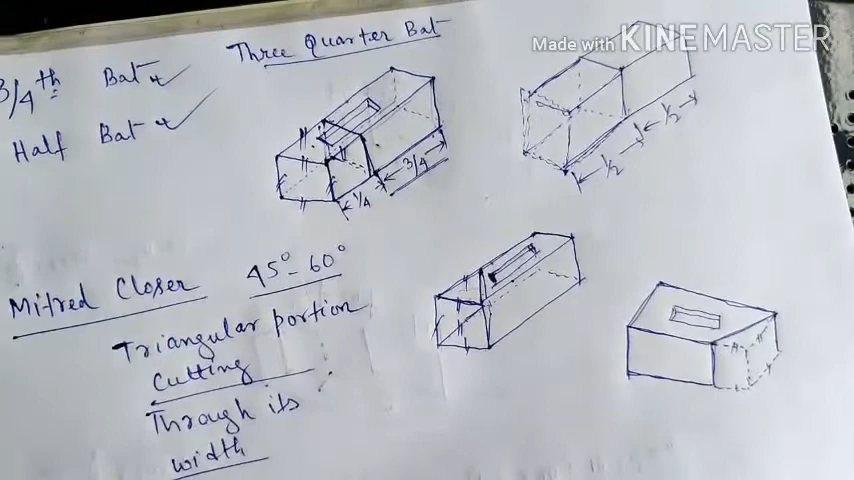 3/4th Bat
Half Bat
Three Quarter Bat
1/4
3/4
1/2
1/2
Made with KINEMASTER
Mitred Closer 45° - 60°
Triangular portion
cutting
Through its
width